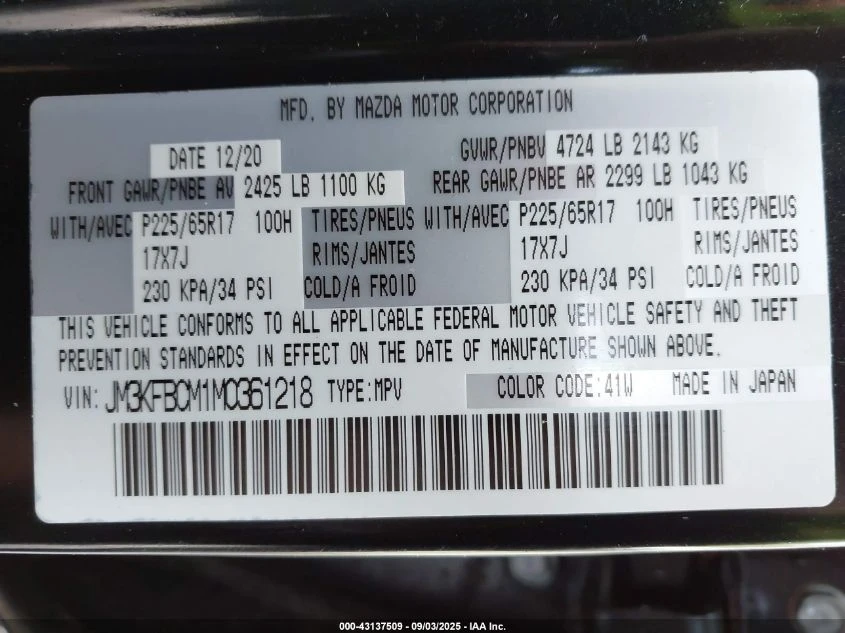 MFD. BY MAZDA MOTOR CORPORATION
DATE 12/20 GVWR/PNBV 4724 LB 2143 KG
FRONT GAWR/PNBE AV 2425 LB 1100 KG REAR GAWR/PNBE AR 2299 LB 1043 KG
WITH/AVEC P225/65R17 100H TIRES/PNEUS WITH/AVEC P225/65R17 100H TIRES/PNEUS
17X7J RIMS/JANTES 17X7J RIMS/JANTES
230 KPA/34 PSI COLD/A FROID 230 KPA/34 PSI COLD/A FROID
THIS VEHICLE CONFORMS TO ALL APPLICABLE FEDERAL MOTOR VEHICLE SAFETY AND THEFT
PREVENTION STANDARDS IN EFFECT ON THE DATE OF MANUFACTURE SHOWN ABOVE.
VIN: JM3KFBCM1M0361218 TYPE:MPV COLOR CODE:41W MADE IN JAPAN
000-43137509 - 09/03/2025 - IAA Inc.